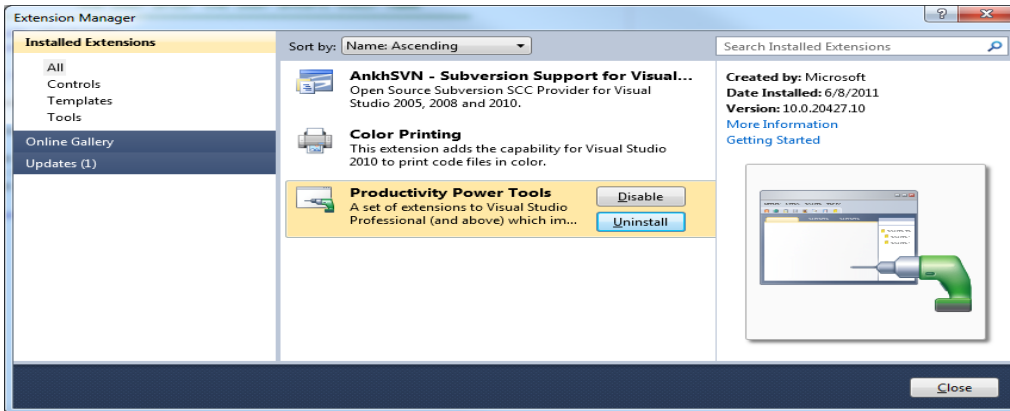 Extension Manager
Installed Extensions
All
Controls
Templates
Tools
Online Gallery
Updates (1)
Sort by: Name: Ascending
AnkhSVN - Subversion Support for Visual...
Open Source Subversion SCC Provider for Visual
Studio 2005, 2008 and 2010.
Color Printing
This extension adds the capability for Visual Studio
2010 to print code files in color.
Productivity Power Tools
A set of extensions to Visual Studio
Professional (and above) which im...
Disable
Uninstall
Search Installed Extensions
Created by: Microsoft
Date Installed: 6/8/2011
Version: 10.0.20427.10
More Information
Getting Started
Close